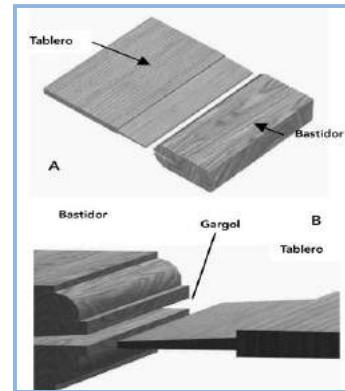 Tablero
Bastidor
A
Bastidor
B
Gargol
Tablero